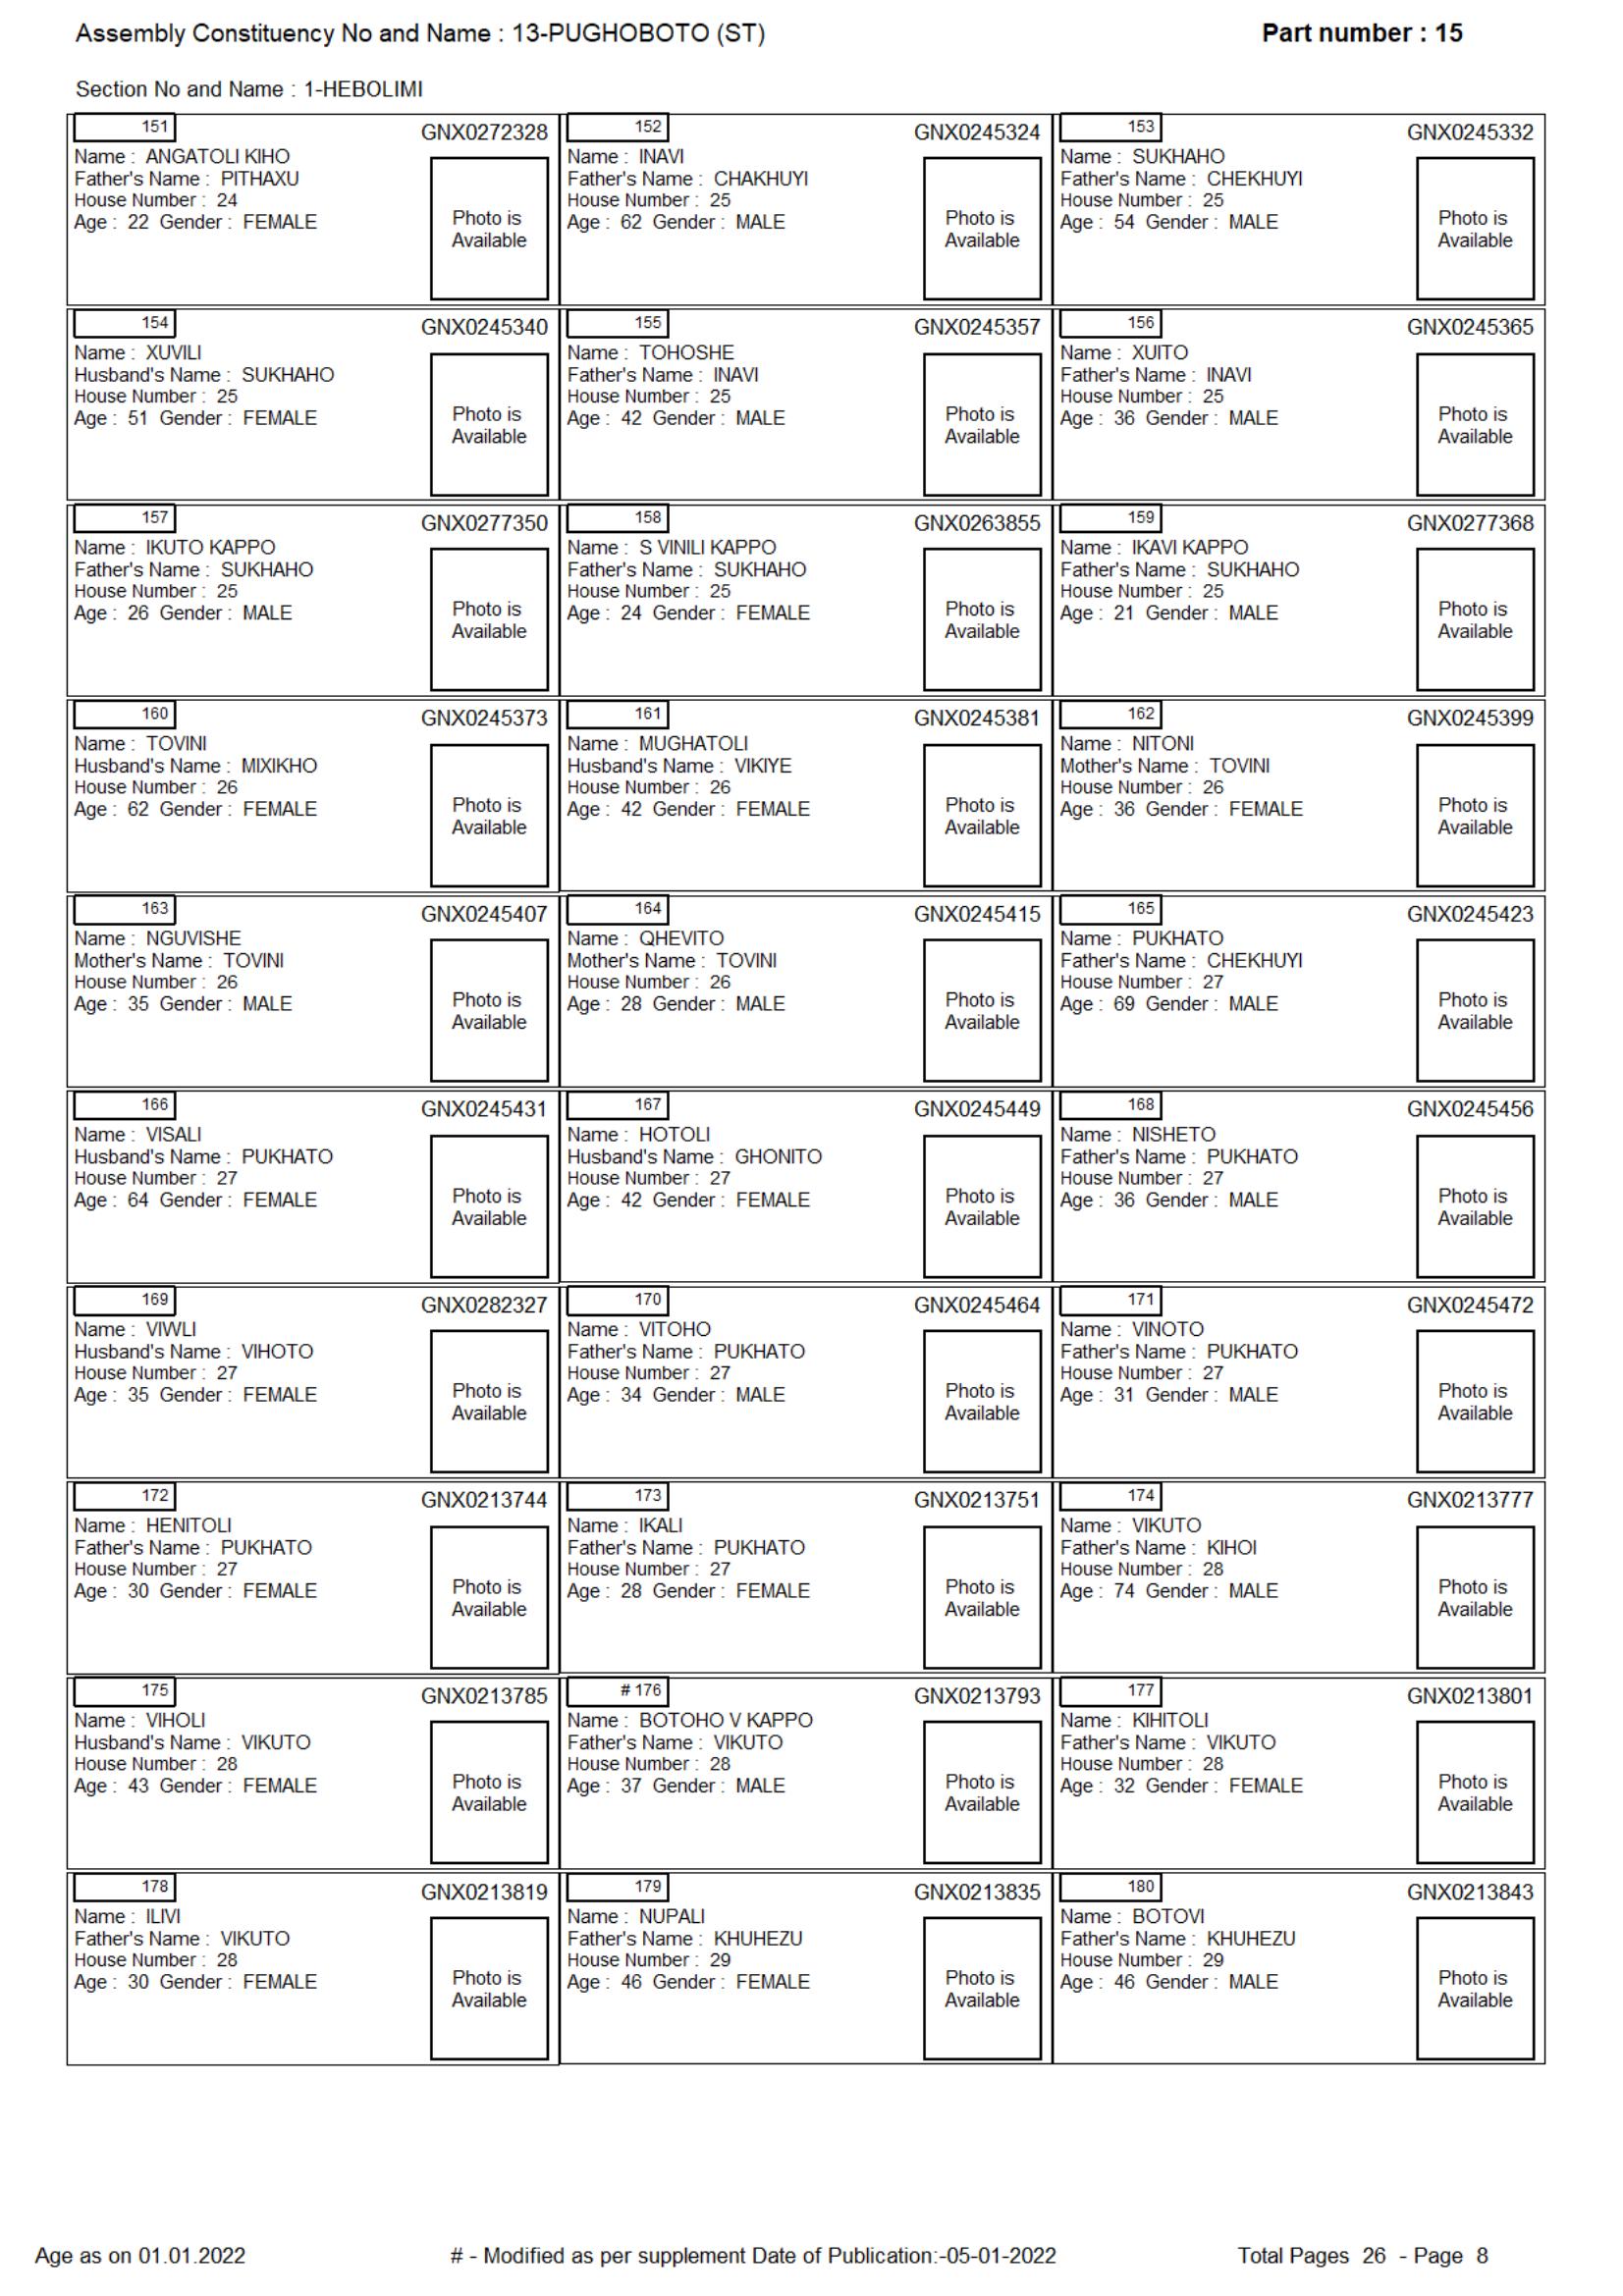 Assembly Constituency No and Name : 13-PUGHOBOTO (ST)
Part number : 15
Section No and Name : 1-HEBOLIMI
151
GNX0272328
Name : ANGATOLI KIHO
Father's Name : PITHAXU
House Number : 24
Age : 22 Gender : FEMALE
Photo is
Available
152
GNX0245324
Name : INAVI
Father's Name : CHAKHUYI
House Number : 25
Age : 62 Gender : MALE
Photo is
Available
153
GNX0245332
Name : SUKHAHO
Father's Name : CHEKHUYI
House Number : 25
Age : 54 Gender : MALE
Photo is
Available
154
GNX0245340
Name : XUVILI
Husband's Name : SUKHAHO
House Number : 25
Age : 51 Gender : FEMALE
Photo is
Available
155
GNX0245357
Name : TOHOSHE
Father's Name : INAVI
House Number : 25
Age : 42 Gender : MALE
Photo is
Available
156
GNX0245365
Name : XUITO
Father's Name : INAVI
House Number : 25
Age : 36 Gender : MALE
Photo is
Available
157
GNX0277350
Name : IKUTO KAPPO
Father's Name : SUKHAHO
House Number : 25
Age : 26 Gender : MALE
Photo is
Available
158
GNX0263855
Name : S VINILI KAPPO
Father's Name : SUKHAHO
House Number : 25
Age : 24 Gender : FEMALE
Photo is
Available
159
GNX0277368
Name : IKAVI KAPPO
Father's Name : SUKHAHO
House Number : 25
Age : 21 Gender : MALE
Photo is
Available
160
GNX0245373
Name : TOVINI
Husband's Name : MIXIKHO
House Number : 26
Age : 62 Gender : FEMALE
Photo is
Available
161
GNX0245381
Name : MUGHATOLI
Husband's Name : VIKIYE
House Number : 26
Age : 42 Gender : FEMALE
Photo is
Available
162
GNX0245399
Name : NITONI
Mother's Name : TOVINI
House Number : 26
Age : 36 Gender : FEMALE
Photo is
Available
163
GNX0245407
Name : NGUVISHE
Mother's Name : TOVINI
House Number : 26
Age : 35 Gender : MALE
Photo is
Available
164
GNX0245415
Name : QHEVITO
Mother's Name : TOVINI
House Number : 26
Age : 28 Gender : MALE
Photo is
Available
165
GNX0245423
Name : PUKHATO
Father's Name : CHEKHUYI
House Number : 27
Age : 69 Gender : MALE
Photo is
Available
166
GNX0245431
Name : VISALI
Husband's Name : PUKHATO
House Number : 27
Age : 64 Gender : FEMALE
Photo is
Available
167
GNX0245449
Name : HOTOLI
Husband's Name : GHONITO
House Number : 27
Age : 42 Gender : FEMALE
Photo is
Available
168
GNX0245456
Name : NISHETO
Father's Name : PUKHATO
House Number : 27
Age : 36 Gender : MALE
Photo is
Available
169
GNX0282327
Name : VIWLI
Husband's Name : VIHOTO
House Number : 27
Age : 35 Gender : FEMALE
Photo is
Available
170
GNX0245464
Name : VITOHO
Father's Name : PUKHATO
House Number : 27
Age : 34 Gender : MALE
Photo is
Available
171
GNX0245472
Name : VINOTO
Father's Name : PUKHATO
House Number : 27
Age : 31 Gender : MALE
Photo is
Available
172
GNX0213744
Name : HENITOLI
Father's Name : PUKHATO
House Number : 27
Age : 30 Gender : FEMALE
Photo is
Available
173
GNX0213751
Name : IKALI
Father's Name : PUKHATO
House Number : 27
Age : 28 Gender : FEMALE
Photo is
Available
174
GNX0213777
Name : VIKUTO
Father's Name : KIHOI
House Number : 28
Age : 74 Gender : MALE
Photo is
Available
175
GNX0213785
Name : VIHOLI
Husband's Name : VIKUTO
House Number : 28
Age : 43 Gender : FEMALE
Photo is
Available
# 176
GNX0213793
Name : BOTOHO V KAPPO
Father's Name : VIKUTO
House Number : 28
Age : 37 Gender : MALE
Photo is
Available
177
GNX0213801
Name : KIHITOLI
Father's Name : VIKUTO
House Number : 28
Age : 32 Gender : FEMALE
Photo is
Available
178
GNX0213819
Name : ILIVI
Father's Name : VIKUTO
House Number : 28
Age : 30 Gender : FEMALE
Photo is
Available
179
GNX0213835
Name : NUPALI
Father's Name : KHUHEZU
House Number : 29
Age : 46 Gender : FEMALE
Photo is
Available
180
GNX0213843
Name : BOTOVI
Father's Name : KHUHEZU
House Number : 29
Age : 46 Gender : MALE
Photo is
Available
Age as on 01.01.2022
# - Modified as per supplement Date of Publication:-05-01-2022
Total Pages 26 - Page 8